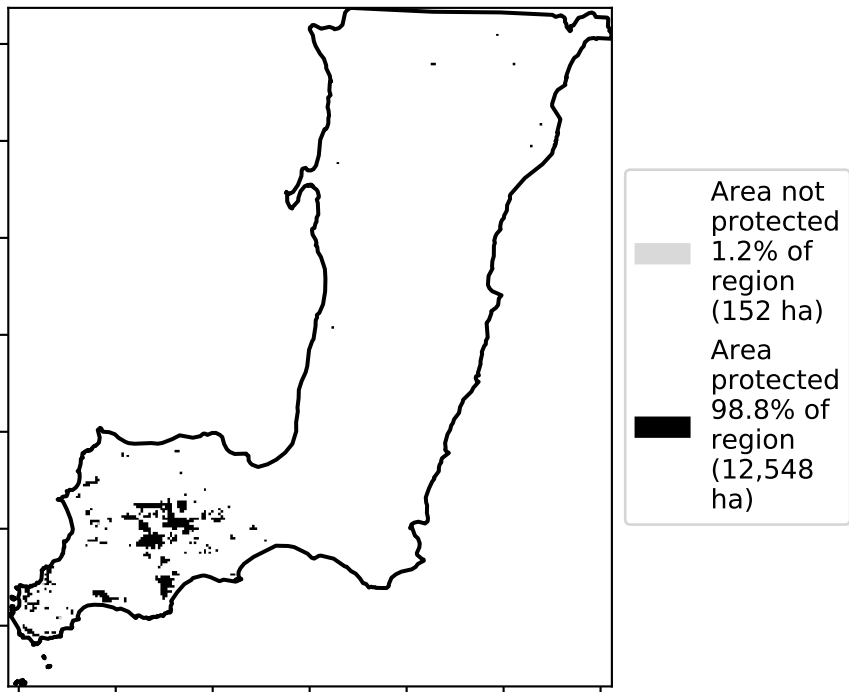 Area not
protected
1.2% of
region
(152 ha)
Area
protected
98.8% of
region
(12,548
ha)